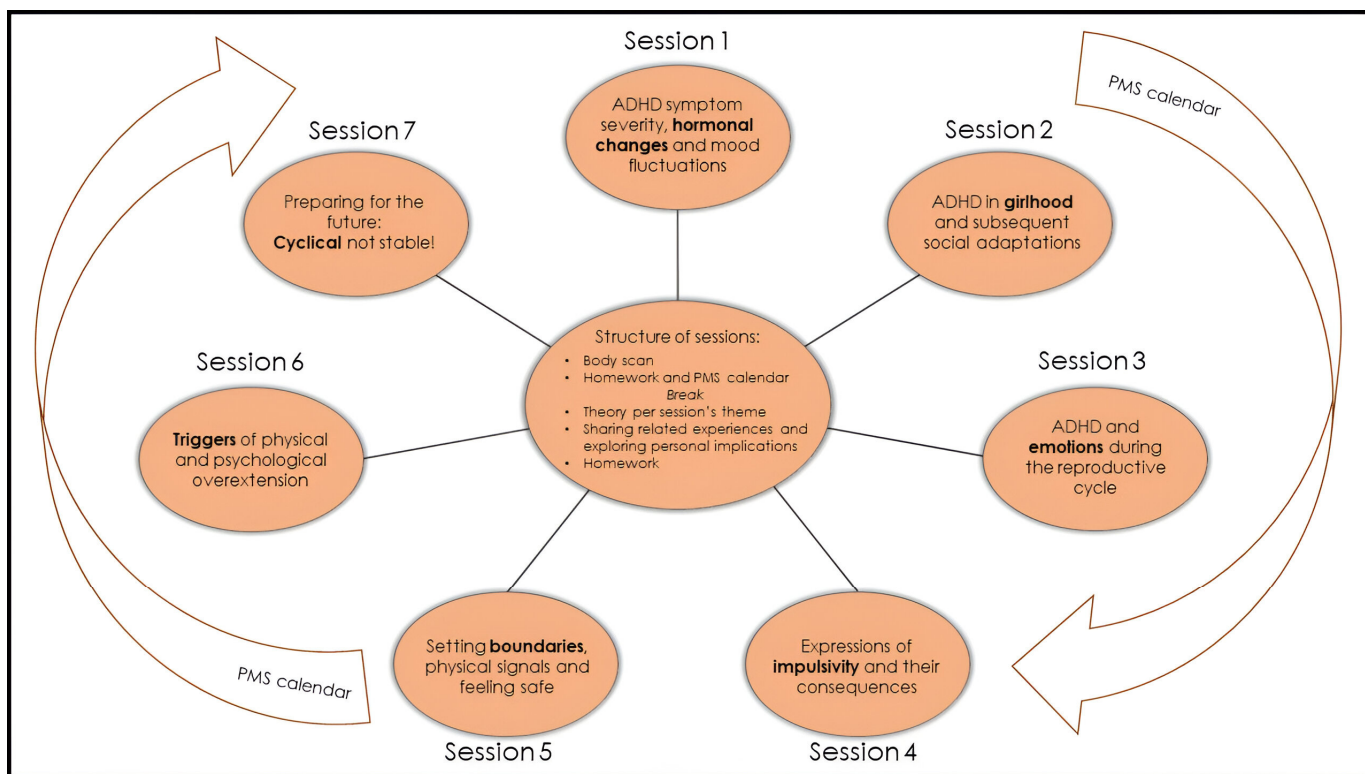 Session 1
ADHD symptom
severity, hormonal
changes and mood
fluctuations
PMS calendar
Session 2
ADHD in girlhood
and subsequent
social adaptations
Session 3
ADHD and
emotions during
the reproductive
cycle
Expressions of
impulsivity and their
consequences
Session 4
Setting boundaries,
physical signals and
feeling safe
Session 5
PMS calendar
Session 6
Triggers of physical
and psychological
overextension
Session 7
Preparing for the
future:
Cyclical not stable!
Structure of sessions:
• Body scan
• Homework and PMS calendar
Break
• Theory per session's theme
• Sharing related experiences and
exploring personal implications
• Homework